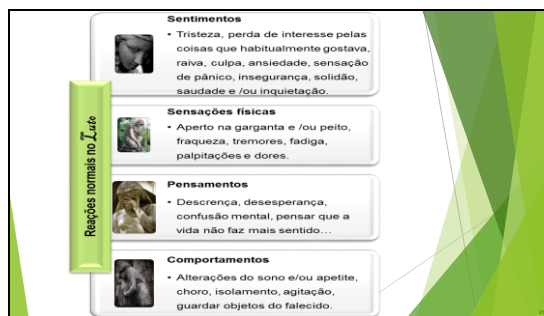 Reações normais no Luto
Sentimentos
• Tristeza, perda de interesse pelas
coisas que habitualmente gostava,
raiva, culpa, ansiedade, sensação
de pânico, insegurança, solidão,
saudade e /ou inquietação.
Sensações físicas
• Aperto na garganta e /ou peito,
fraqueza, tremores, fadiga,
palpitações e dores.
Pensamentos
• Descrença, desesperança,
confusão mental, pensar que a
vida não faz mais sentido...
Comportamentos
• Alterações do sono e/ou apetite,
choro, isolamento, agitação,
guardar objetos do falecido.